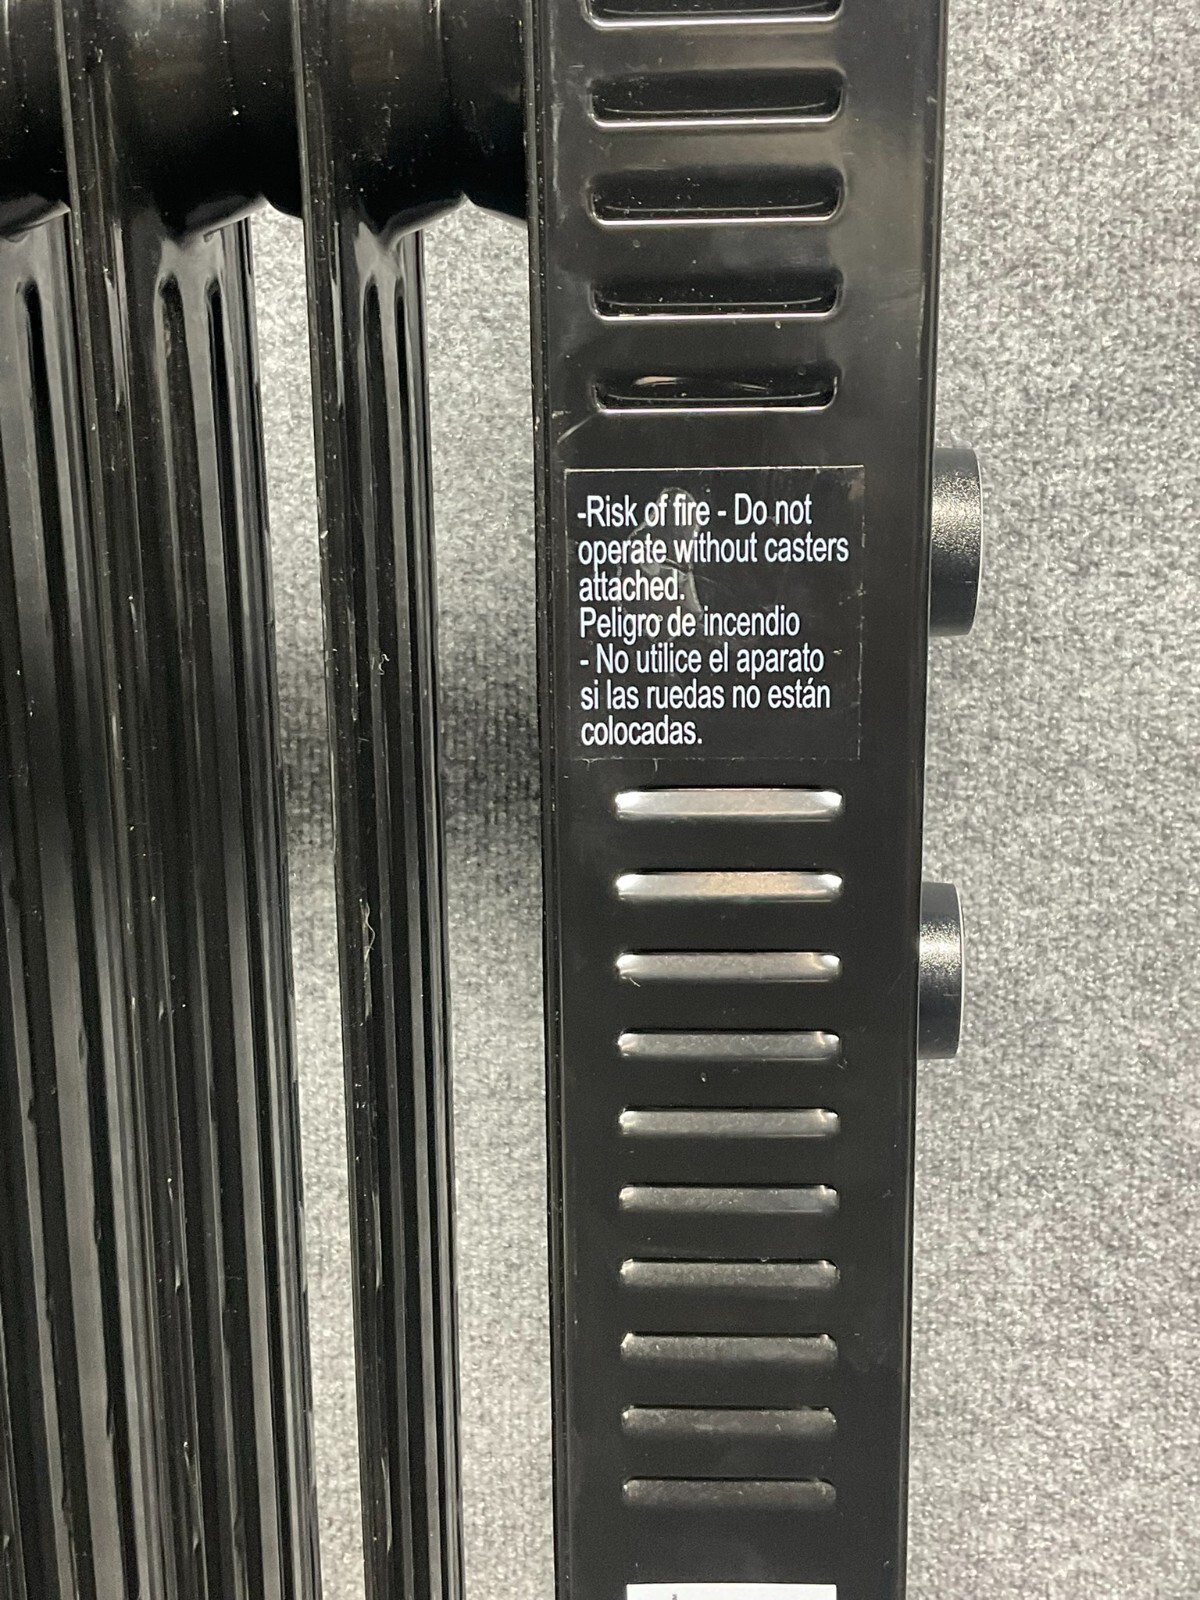 -Risk of fire - Do not
operate without casters
attached.
Peligro de incendio
- No utilice el aparato
si las ruedas no están
colocadas.